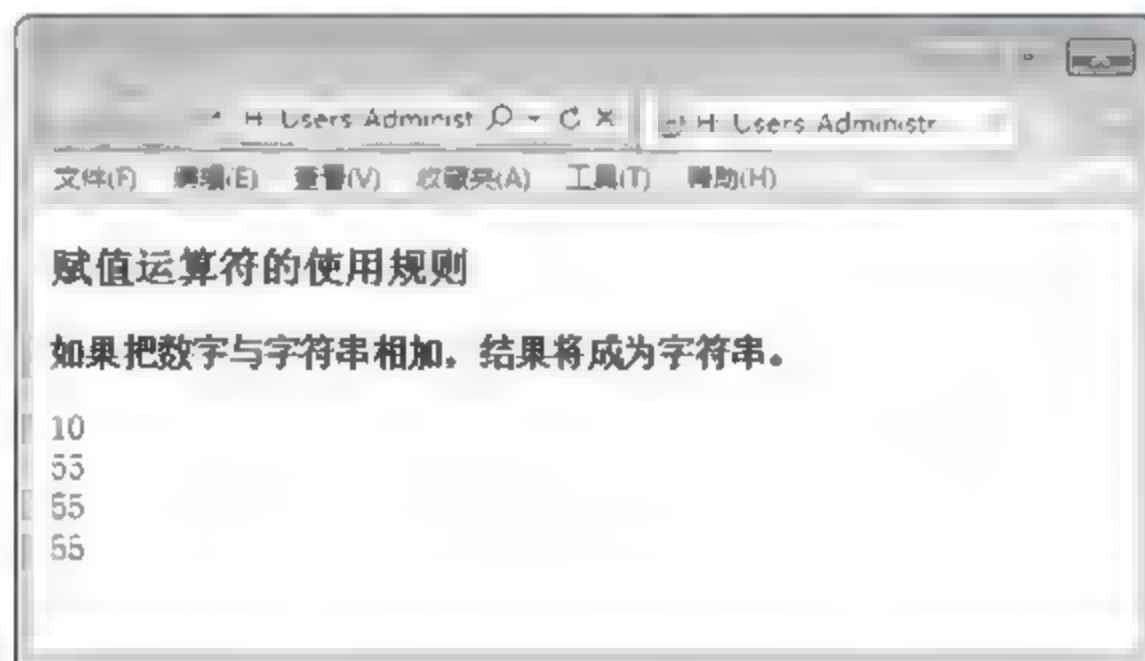 H Users Administ H Users Administr
文件(F) 编辑(E) 查看(V) 收藏夹(A) 工具(T) 帮助(H)
赋值运算符的使用规则
如果把数字与字符串相加，结果将成为字符串。
10
55
55
55